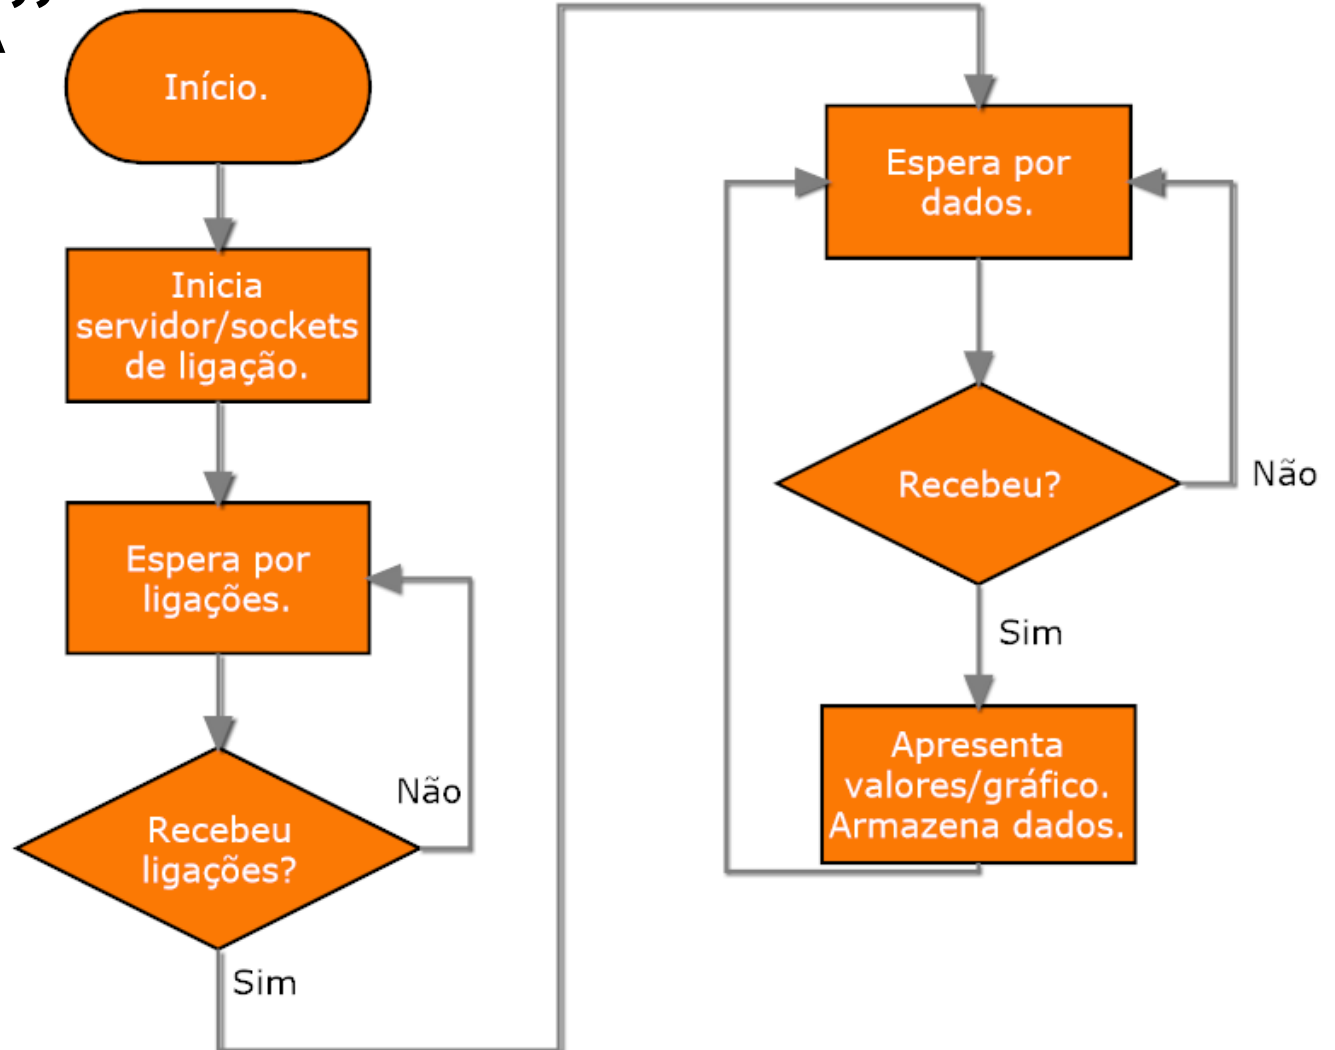 Início.
Inicia
servidor/sockets
de ligação.
Espera por
ligações.
Recebeu
ligações?
Não
Sim
Espera por
dados.
Recebeu?
Não
Sim
Apresenta
valores/gráfico.
Armazena dados.